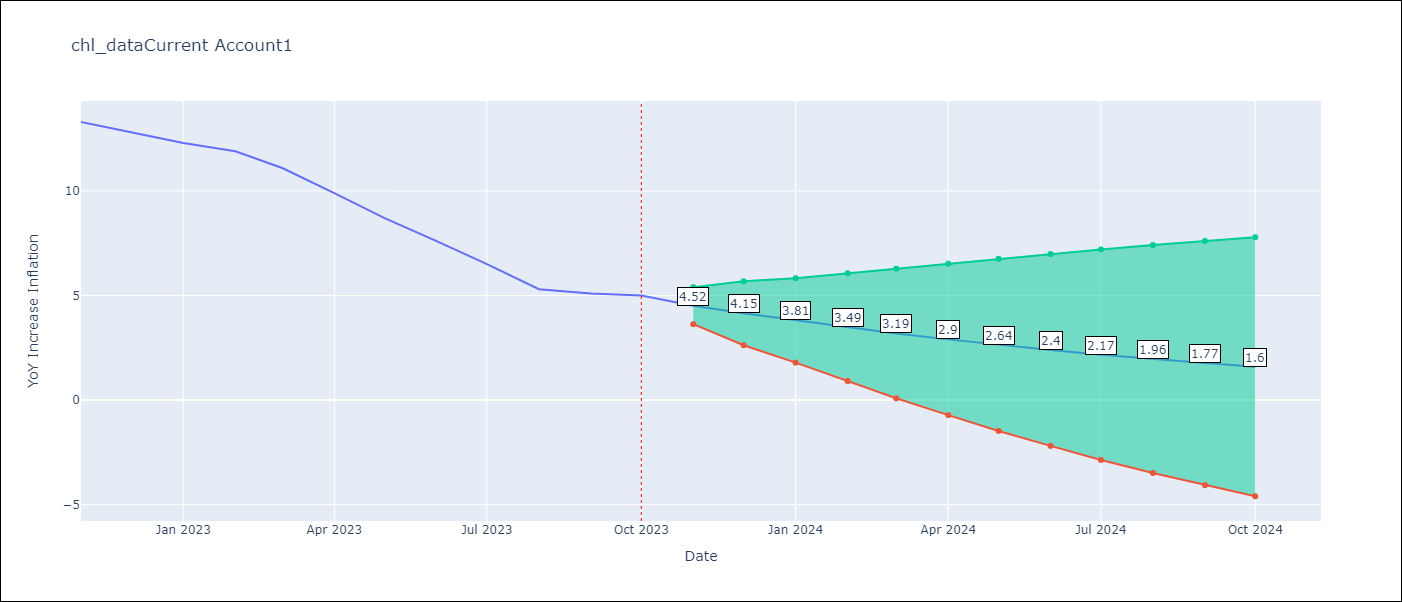 chl_dataCurrent Account1
YoY Increase Inflation
10
5
0
−5
4.52
4.15
3.81
3.49
3.19
2.9
2.64
2.4
2.17
1.96
1.77
1.6
Jan 2023
Apr 2023
Jul 2023
Oct 2023
Jan 2024
Apr 2024
Jul 2024
Oct 2024
Date